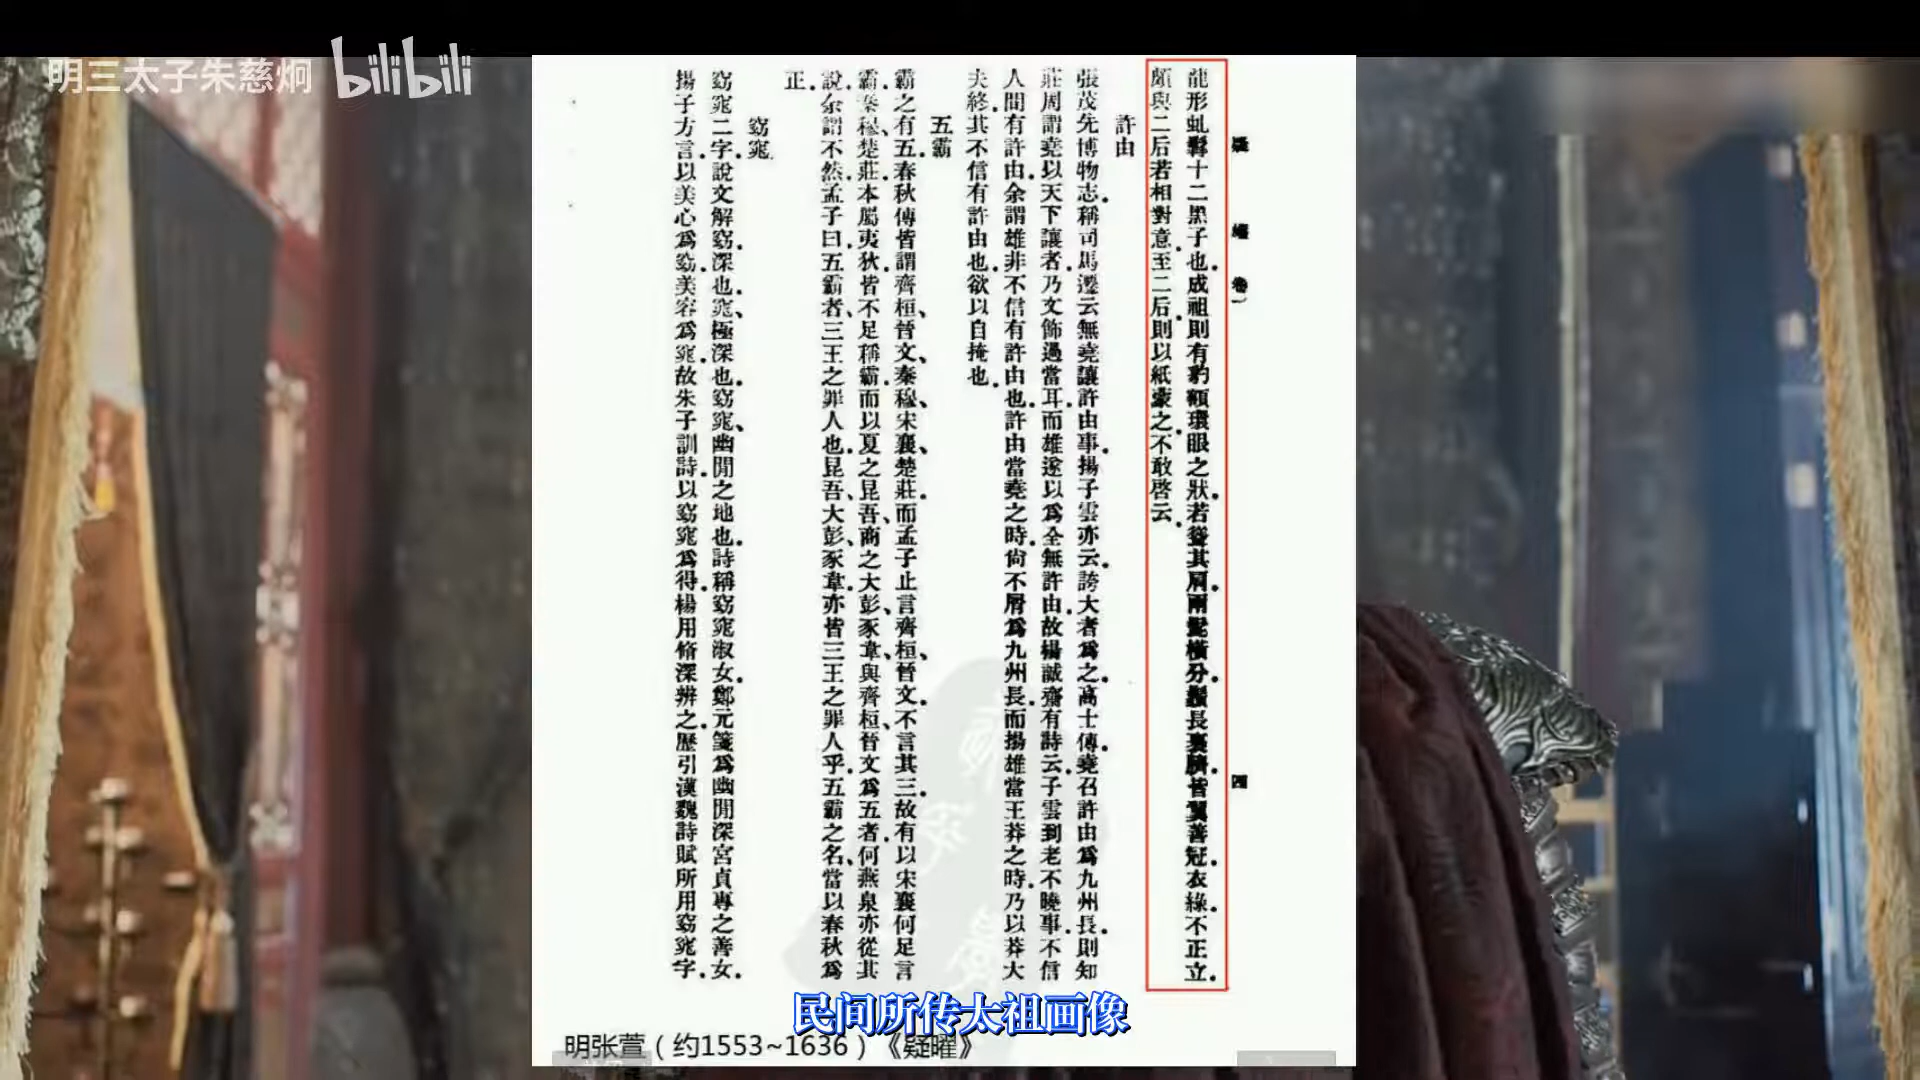 明三太子朱慈炯 bilibili
疑耀 卷一 四
龍形虬髯十二黑子也.成祖則有豹顱環眼之狀.若聳其肩.兩髦橫分.鬚長裹臍.皆翼善冠.衣綠.不正立.
頗與二后若相對意.至二后.則以紙蒙之.不敢啓云.
許由
張茂先博物志.稱司馬遷云無堯讓許由事.揚子雲亦云.誇大者爲之.高士傳.堯召許由爲九州長.則知
莊周謂堯以天下讓者.乃文飾過當耳.而雄遂以爲全無許由.故楊誠齋有詩云.子雲到老不曉事.不信
人間有許由.余謂雄非不信有許由也.許由當堯之時.尙不屑爲九州長.而揚雄當王莽之時.乃以莽大
夫終.其不信有許由也.欲以自掩也.
五霸
霸之有五.春秋傳皆謂齊桓、晉文、秦穆、宋襄、楚莊.而孟子止言齊桓、晉文.不言其三.故有以宋襄何足言
霸.秦穆、楚莊.本屬夷狄.皆不足稱霸.而以夏之昆吾、商之大彭、豕韋、與齊桓、晉文爲五者.何燕泉亦從其
說.余謂不然.孟子曰.五霸者、三王之罪人也.昆吾、大彭、豕韋.亦皆三王之罪人乎.五霸之名、當以春秋爲
正.
窈窕
窈窕二字.說文解窈.深也.窕、極深也.窈窕、幽閒之地也.詩稱窈窕淑女.鄭元箋爲幽閒深宮貞專之善女.
揚子方言.以美心爲窈.美容爲窕.故朱子訓詩.以窈窕爲得.楊用脩深辨之.歷引漢魏詩賦所用窈窕字.
民间所传太祖画像
明张萱（约1553~1636）《疑曜》